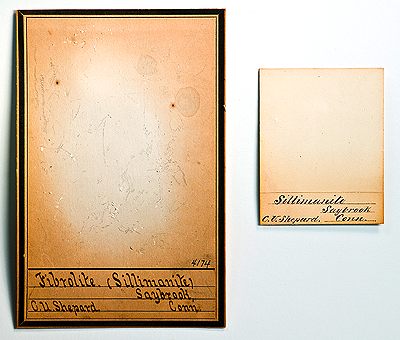 4174
Fibrolite (Sillimanite)
Saybrook
C.U. Shepard. Conn.
Sillimanite
Saybrook
C.U. Shepard. Conn.